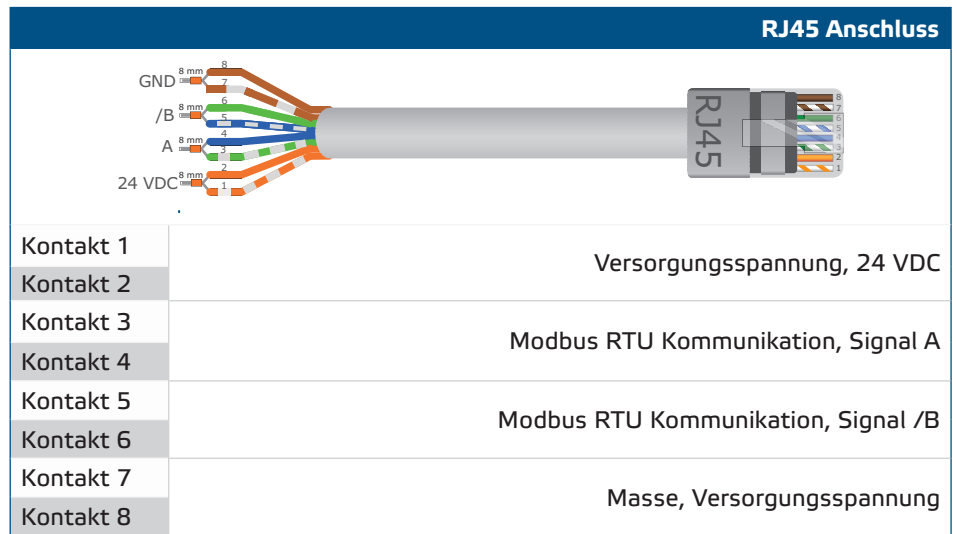 RJ45 Anschluss
GND 8 mm 8
7
/B 8 mm 6
5
A 8 mm 4
3
24 VDC 8 mm 2
1
RJ45
8
7
6
5
4
3
2
1
Kontakt 1
Kontakt 2
Versorgungsspannung, 24 VDC
Kontakt 3
Kontakt 4
Modbus RTU Kommunikation, Signal A
Kontakt 5
Kontakt 6
Modbus RTU Kommunikation, Signal /B
Kontakt 7
Kontakt 8
Masse, Versorgungsspannung